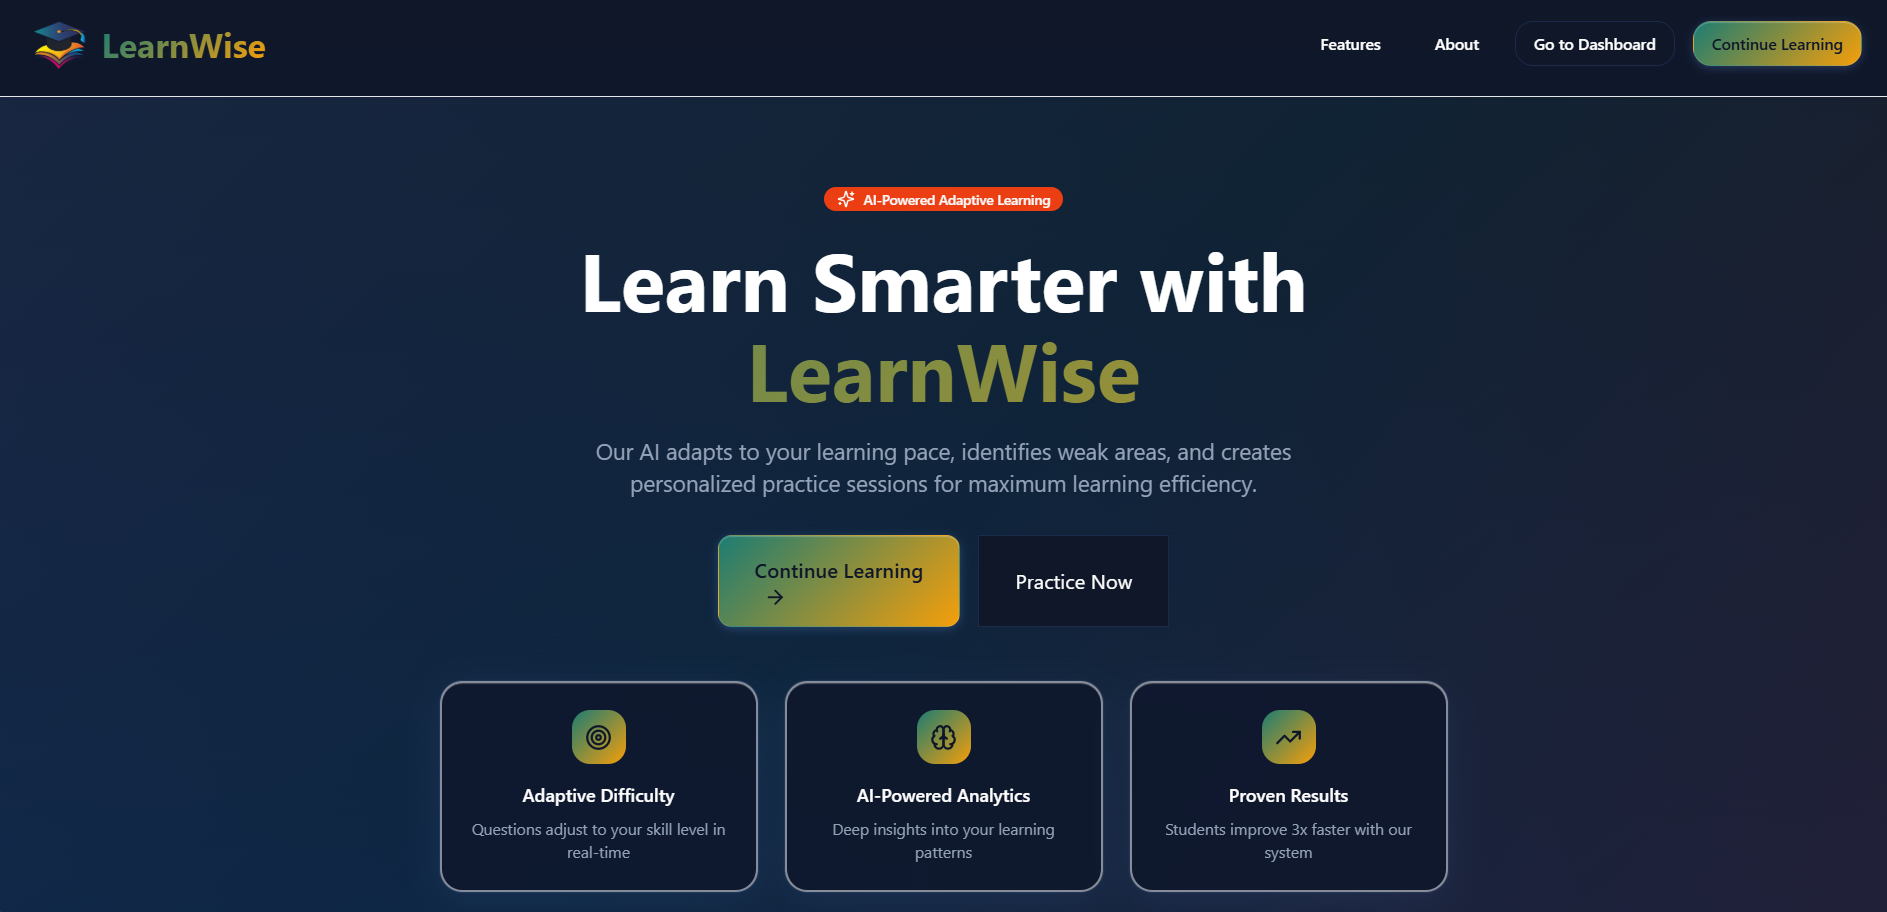 LearnWise
Features
About
Go to Dashboard
Continue Learning
AI-Powered Adaptive Learning
Learn Smarter with
LearnWise
Our AI adapts to your learning pace, identifies weak areas, and creates
personalized practice sessions for maximum learning efficiency.
Continue Learning
Practice Now
Adaptive Difficulty
Questions adjust to your skill level in
real-time
AI-Powered Analytics
Deep insights into your learning
patterns
Proven Results
Students improve 3x faster with our
system